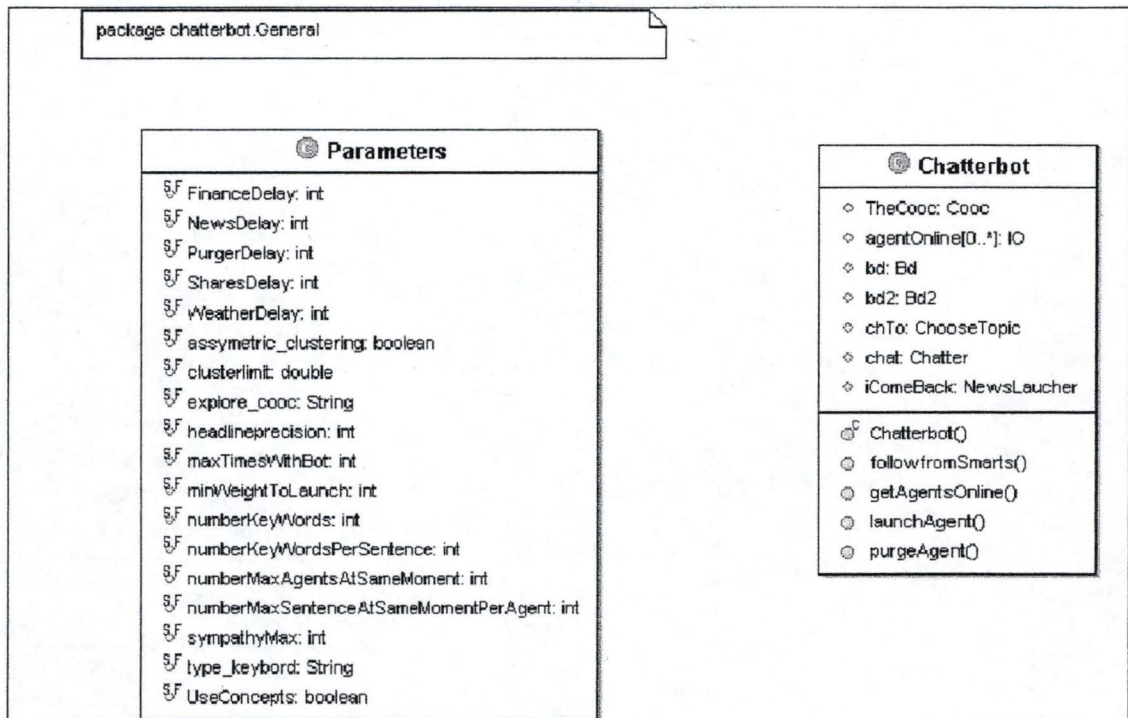 package chatterbot.General
Parameters
FinanceDelay: int
NewsDelay: int
PurgerDelay: int
SharesDelay: int
WeatherDelay: int
assymetric_clustering: boolean
clusterlimit: double
explore_cooc: String
headlineprecision: int
maxTimesWithBot: int
minWeightToLaunch: int
numberKeyWords: int
numberKeyWordsPerSentence: int
numberMaxAgentsAtSameMoment: int
numberMaxSentenceAtSameMomentPerAgent: int
sympathyMax: int
type_keybord: String
UseConcepts: boolean
Chatterbot
TheCooc: Cooc
agentOnline[0..*]: IO
bd: Bd
bd2: Bd2
chTo: ChooseTopic
chat: Chatter
iComeBack: NewsLaucher
Chatterbot()
followfromSmarts()
getAgentsOnline()
launchAgent()
purgeAgent()